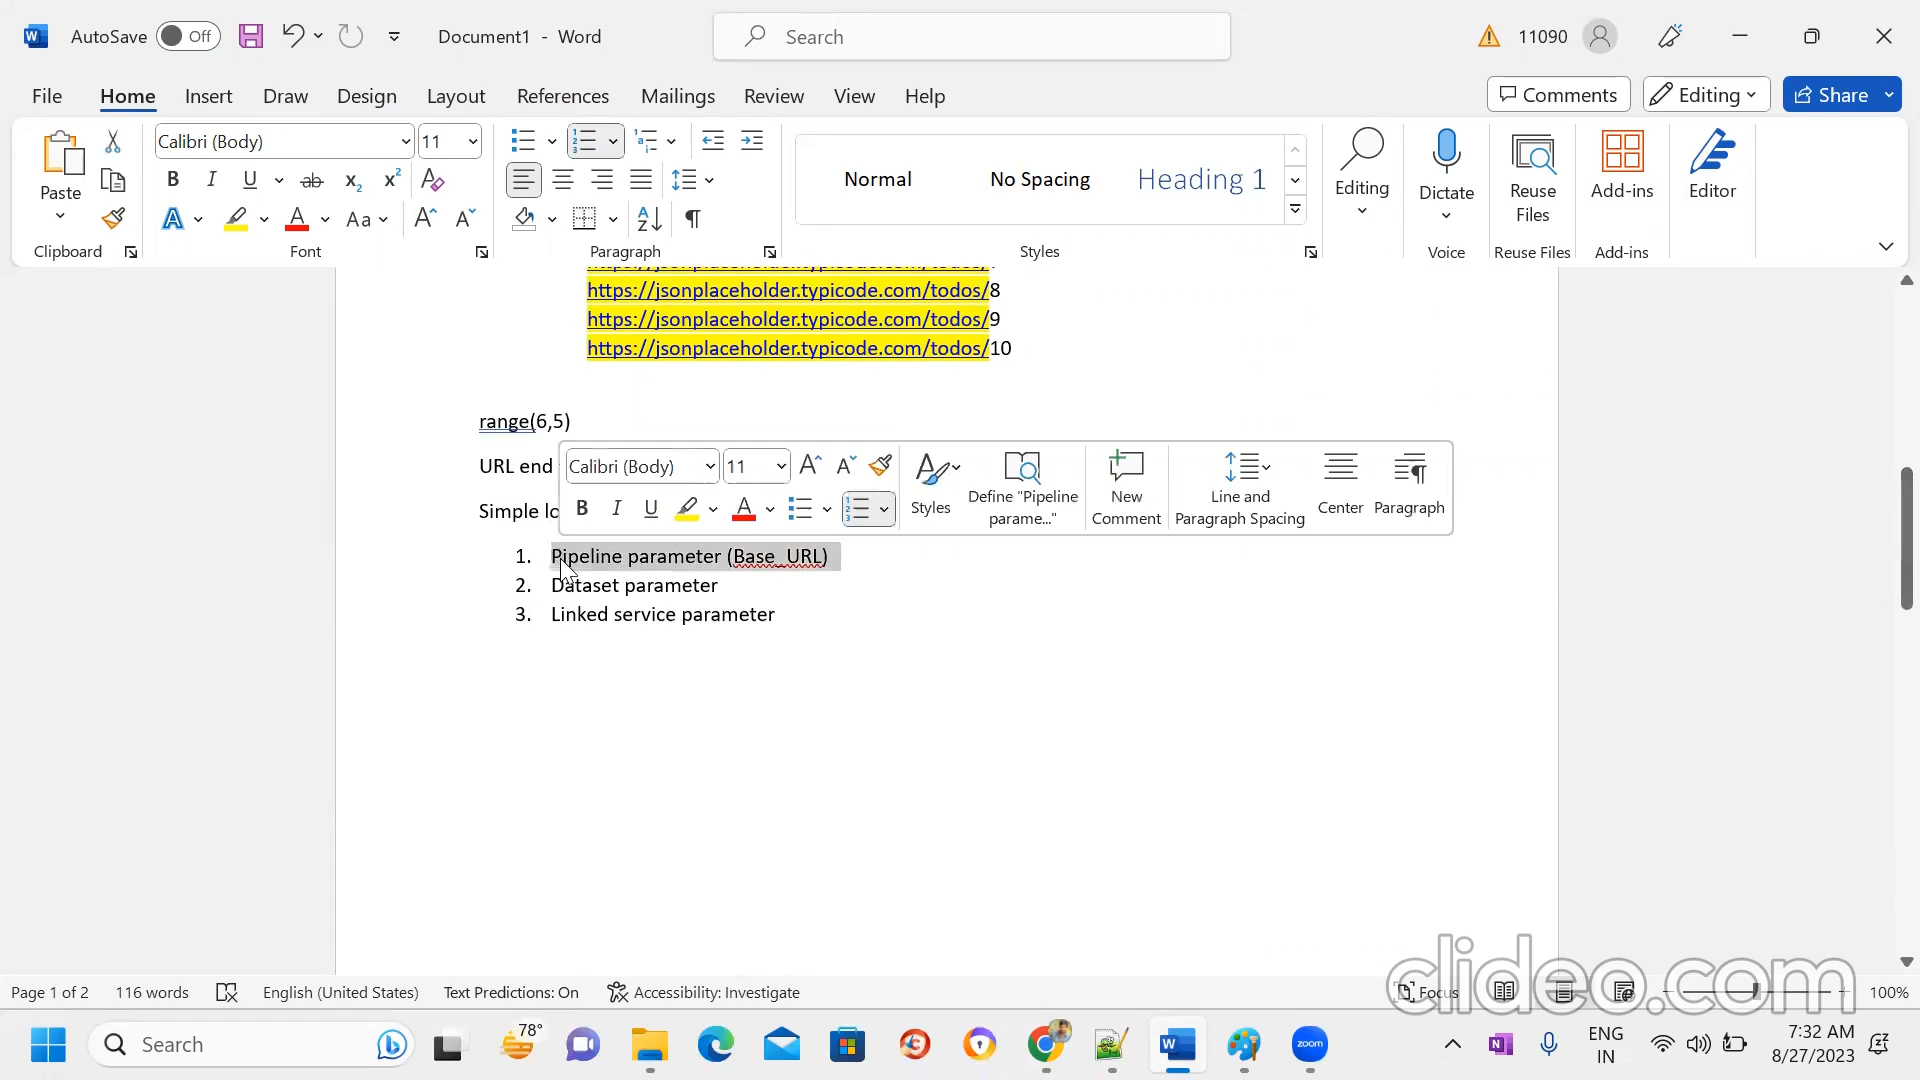 AutoSave Off Document1 - Word Search 11090
File Home Insert Draw Design Layout References Mailings Review View Help Comments Editing Share
Paste
Clipboard
Calibri (Body) 11
B I U ab x2 x2 A
A A Aa A A
Font
Paragraph
Normal No Spacing Heading 1
Styles
Editing
Dictate
Voice
Reuse Files
Reuse Files
Add-ins
Add-ins
Editor
https://jsonplaceholder.typicode.com/todos/8
https://jsonplaceholder.typicode.com/todos/9
https://jsonplaceholder.typicode.com/todos/10
range(6,5)
URL end
Simple lo
Calibri (Body) 11 A A
B I U A
Styles
Define "Pipeline parame..."
New Comment
Line and Paragraph Spacing
Center
Paragraph
1. Pipeline parameter (Base_URL)
2. Dataset parameter
3. Linked service parameter
clideo.com
Page 1 of 2 116 words English (United States) Text Predictions: On Accessibility: Investigate Focus 100%
Search 78° zoom ENG IN 7:32 AM 8/27/2023